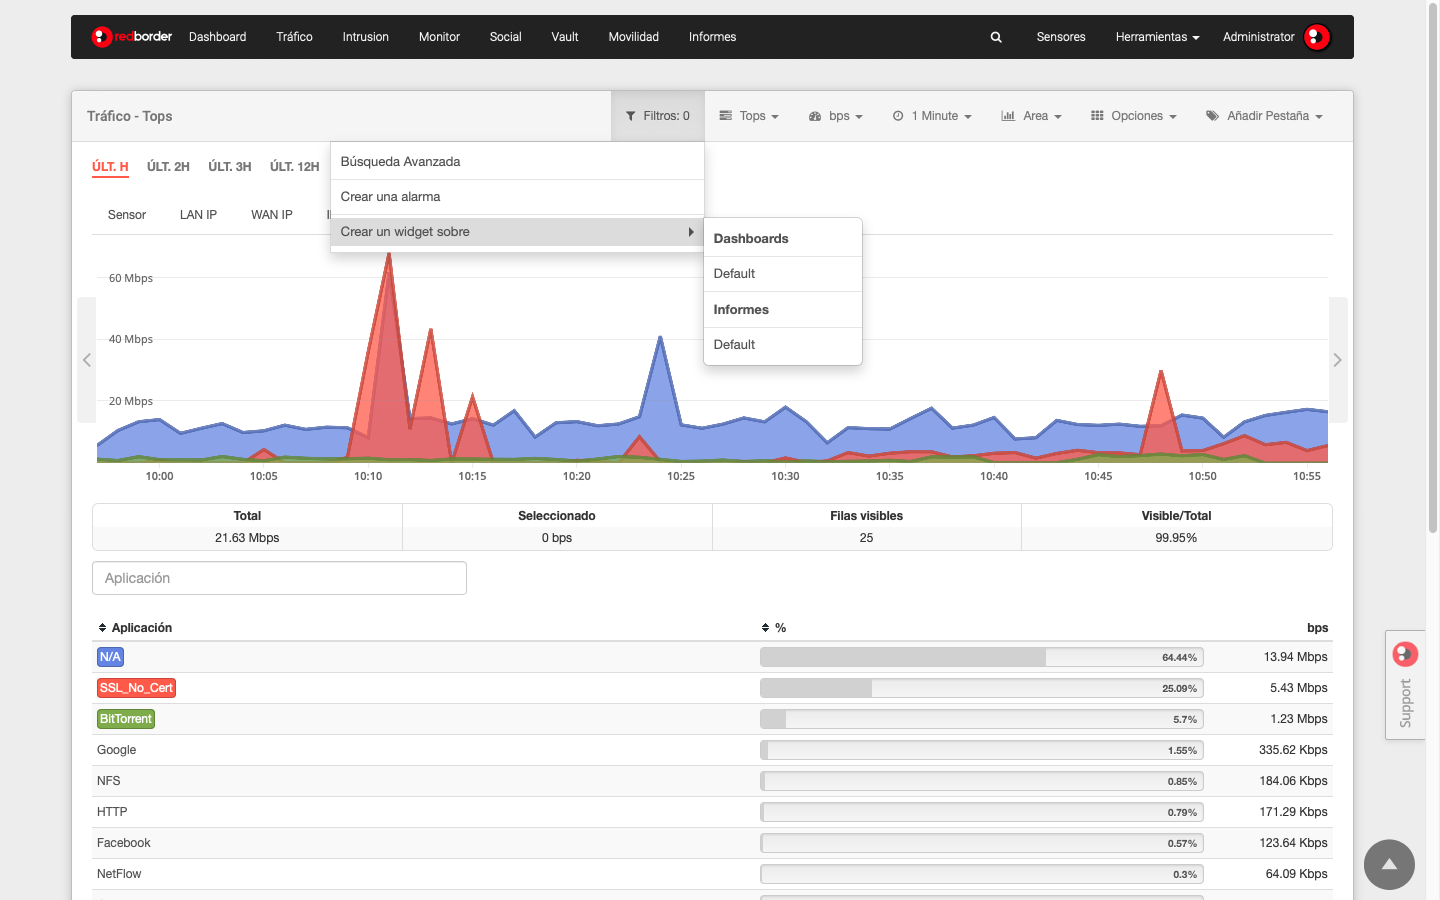 redborder Dashboard Tráfico Intrusion Monitor Social Vault Movilidad Informes Sensores Herramientas Administrator
Tráfico - Tops Filtros: 0 Tops bps 1 Minute Area Opciones Añadir Pestaña
ÚLT. H ÚLT. 2H ÚLT. 3H ÚLT. 12H
Búsqueda Avanzada
Crear una alarma
Crear un widget sobre
Sensor LAN IP WAN IP
Dashboards
Default
Informes
Default
60 Mbps
40 Mbps
20 Mbps
10:00 10:05 10:10 10:15 10:20 10:25 10:30 10:35 10:40 10:45 10:50 10:55
Total Seleccionado Filas visibles Visible/Total
21.63 Mbps 0 bps 25 99.95%
Aplicación
Aplicación % bps
N/A 64.44% 13.94 Mbps
SSL_No_Cert 25.09% 5.43 Mbps
BitTorrent 5.7% 1.23 Mbps
Google 1.55% 335.62 Kbps
NFS 0.85% 184.06 Kbps
HTTP 0.79% 171.29 Kbps
Facebook 0.57% 123.64 Kbps
NetFlow 0.3% 64.09 Kbps
Support